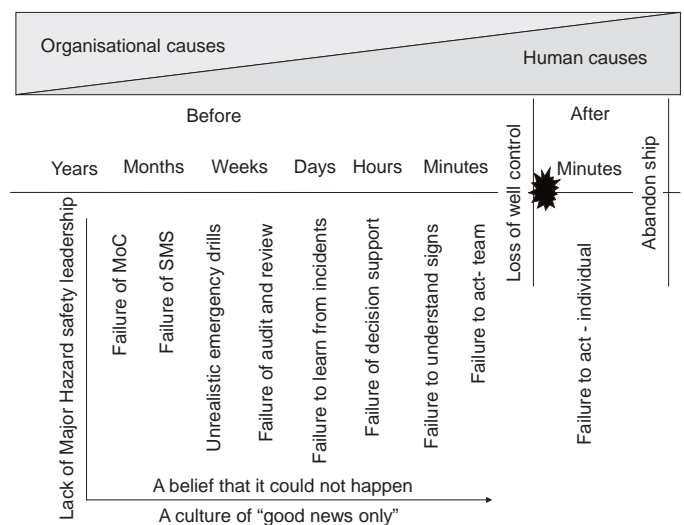 Organisational causes
Human causes
Before
After
Years
Months
Weeks
Days
Hours
Minutes
Loss of well control
Minutes
Abandon ship
Lack of Major Hazard safety leadership
Failure of MoC
Failure of SMS
Unrealistic emergency drills
Failure of audit and review
Failure to learn from incidents
Failure of decision support
Failure to understand signs
Failure to act- team
Failure to act - individual
A belief that it could not happen
A culture of “good news only”